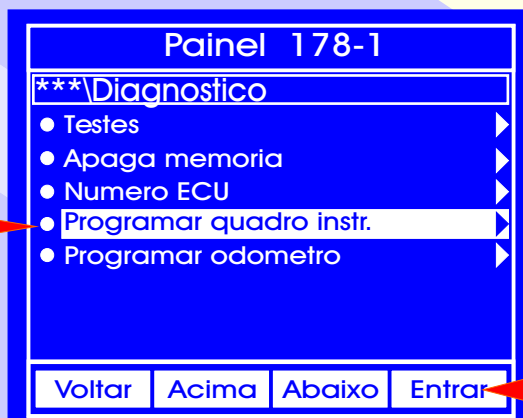 Painel 178-1
***\Diagnostico
Testes
Apaga memoria
Numero ECU
Programar quadro instr.
Programar odometro
Voltar Acima Abaixo Entrar